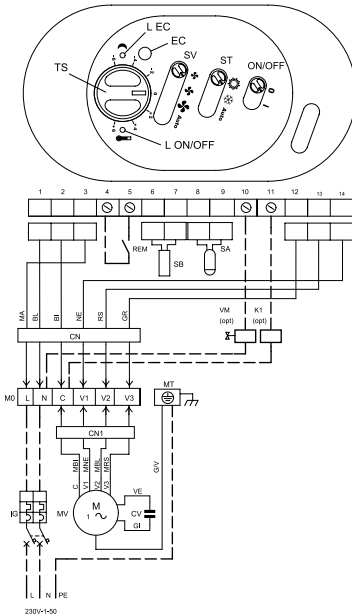 L EC
EC
SV
ST
ON/OFF
TS
0
I
Auto
Auto
L ON/OFF
1 2 3 4 5 6 7 8 9 10 11 12 13 14
REM
SB
SA
MA
BL
BI
NE
RS
GR
VM
(opt)
K1
(opt)
CN
M0 L N C V1 V2 V3
MT
CN1
G/V
C
MBI
V1
MNE
V2
MBL
V3
MRS
IG
MV
M
1
VE
CV
GI
L N PE
230V-1-50